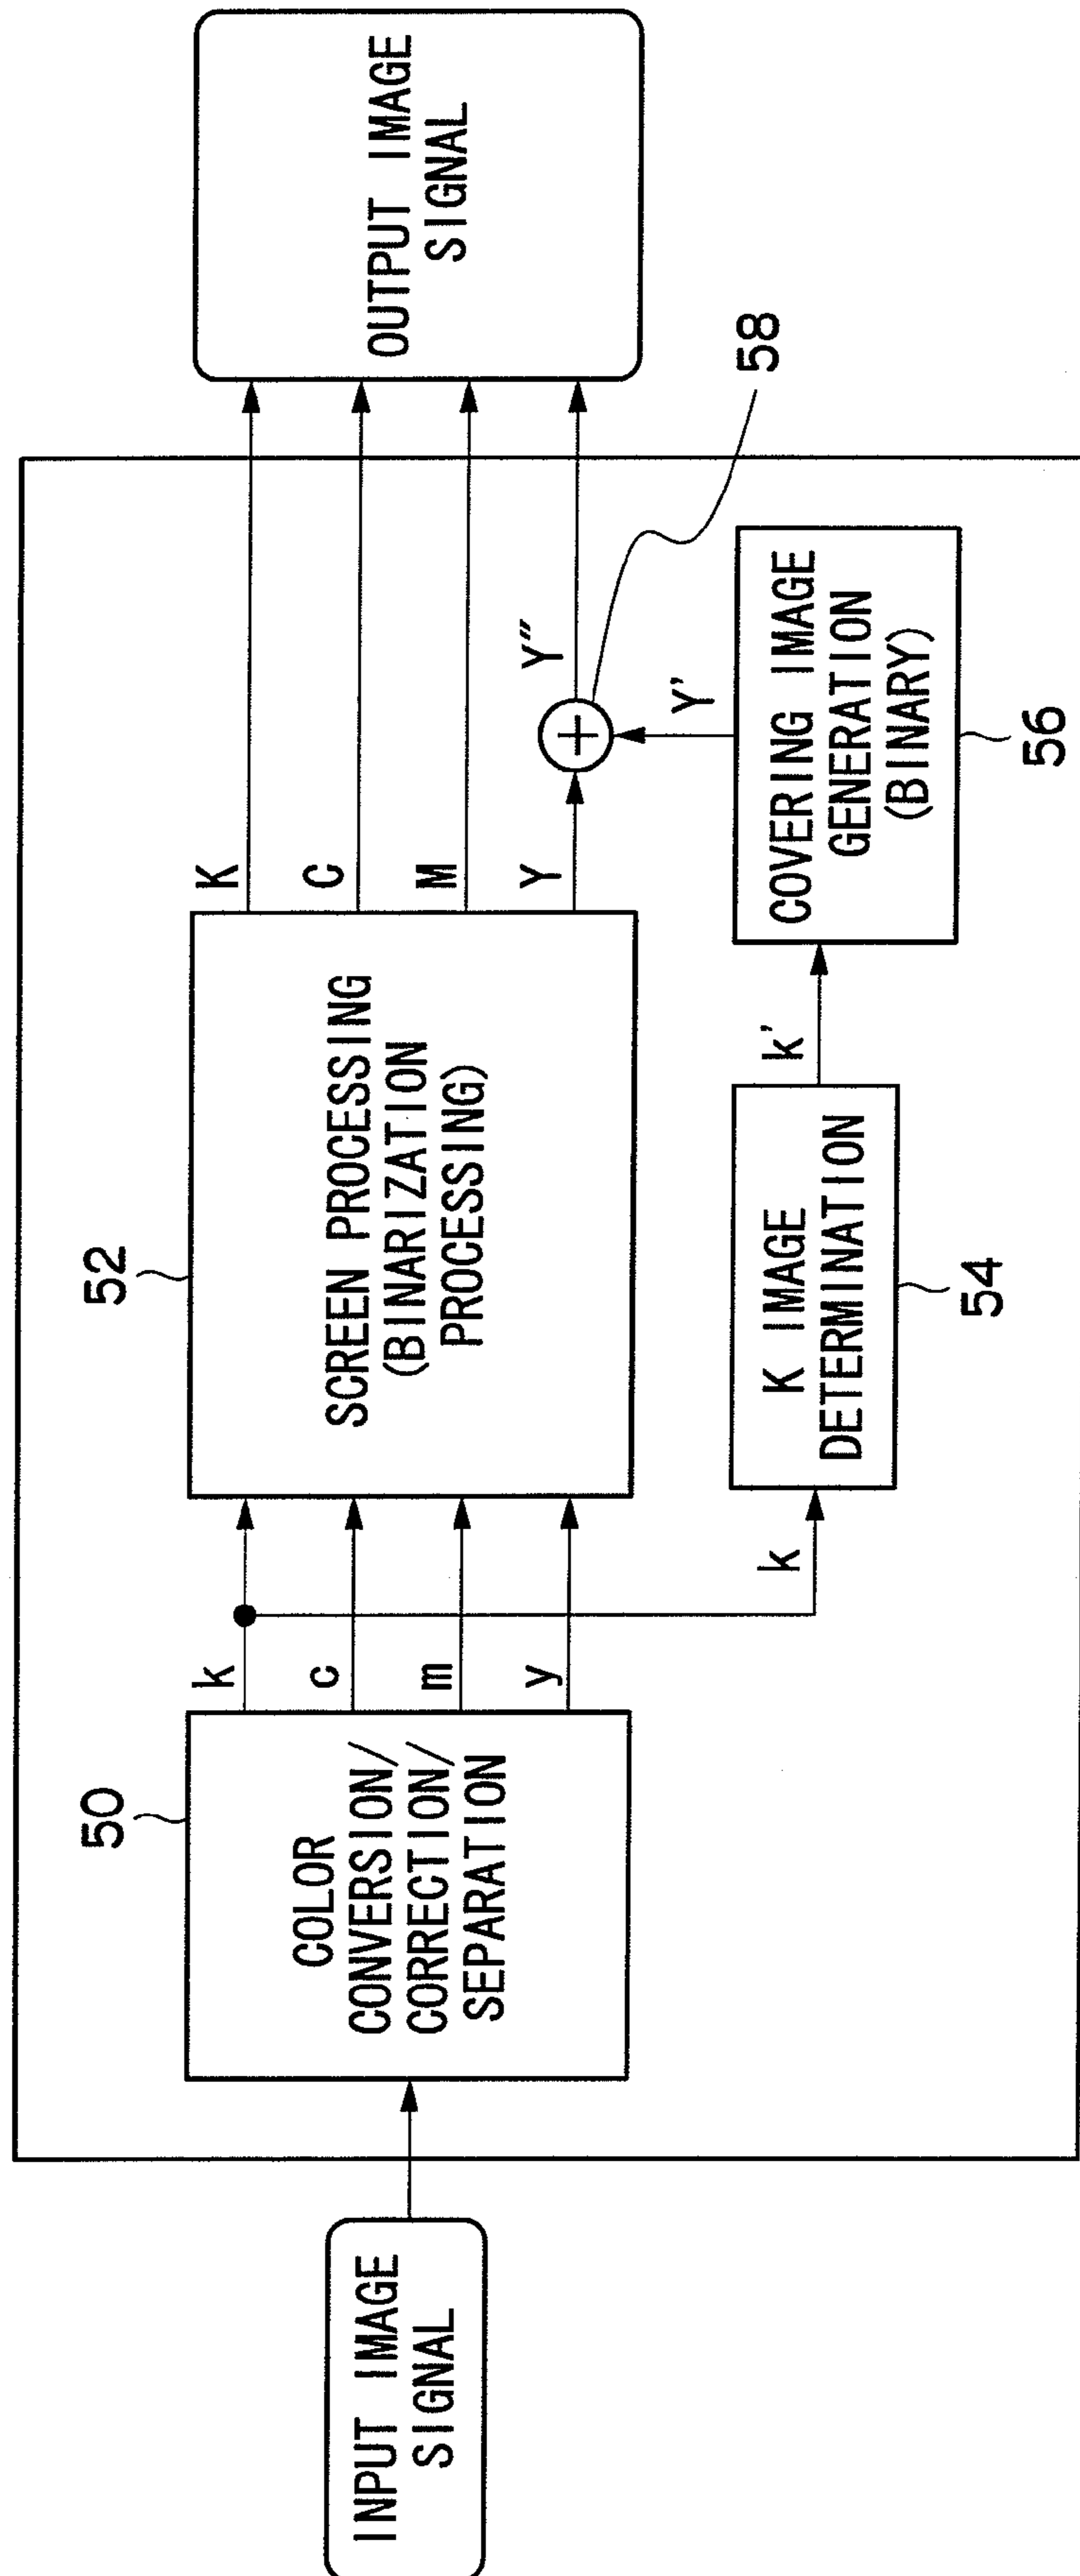 INPUT IMAGE
SIGNAL
50
COLOR
CONVERSION/
CORRECTION/
SEPARATION
k
c
m
y
k
52
SCREEN PROCESSING
(BINARIZATION
PROCESSING)
K IMAGE
DETERMINATION
54
k'
K
C
M
Y
COVERING IMAGE
GENERATION
(BINARY)
56
Y'
+
Y"
58
OUTPUT IMAGE
SIGNAL